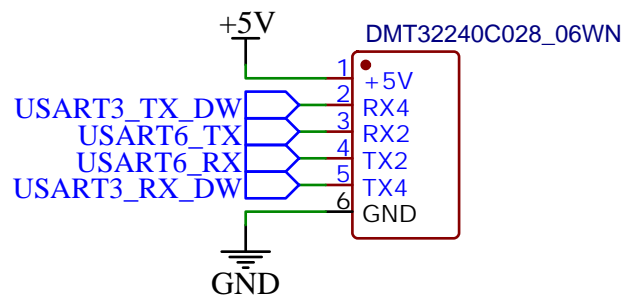 +5V
DMT32240C028_06WN
1 +5V
USART3_TX_DW 2 RX4
USART6_TX 3 RX2
USART6_RX 4 TX2
USART3_RX_DW 5 TX4
6 GND
GND